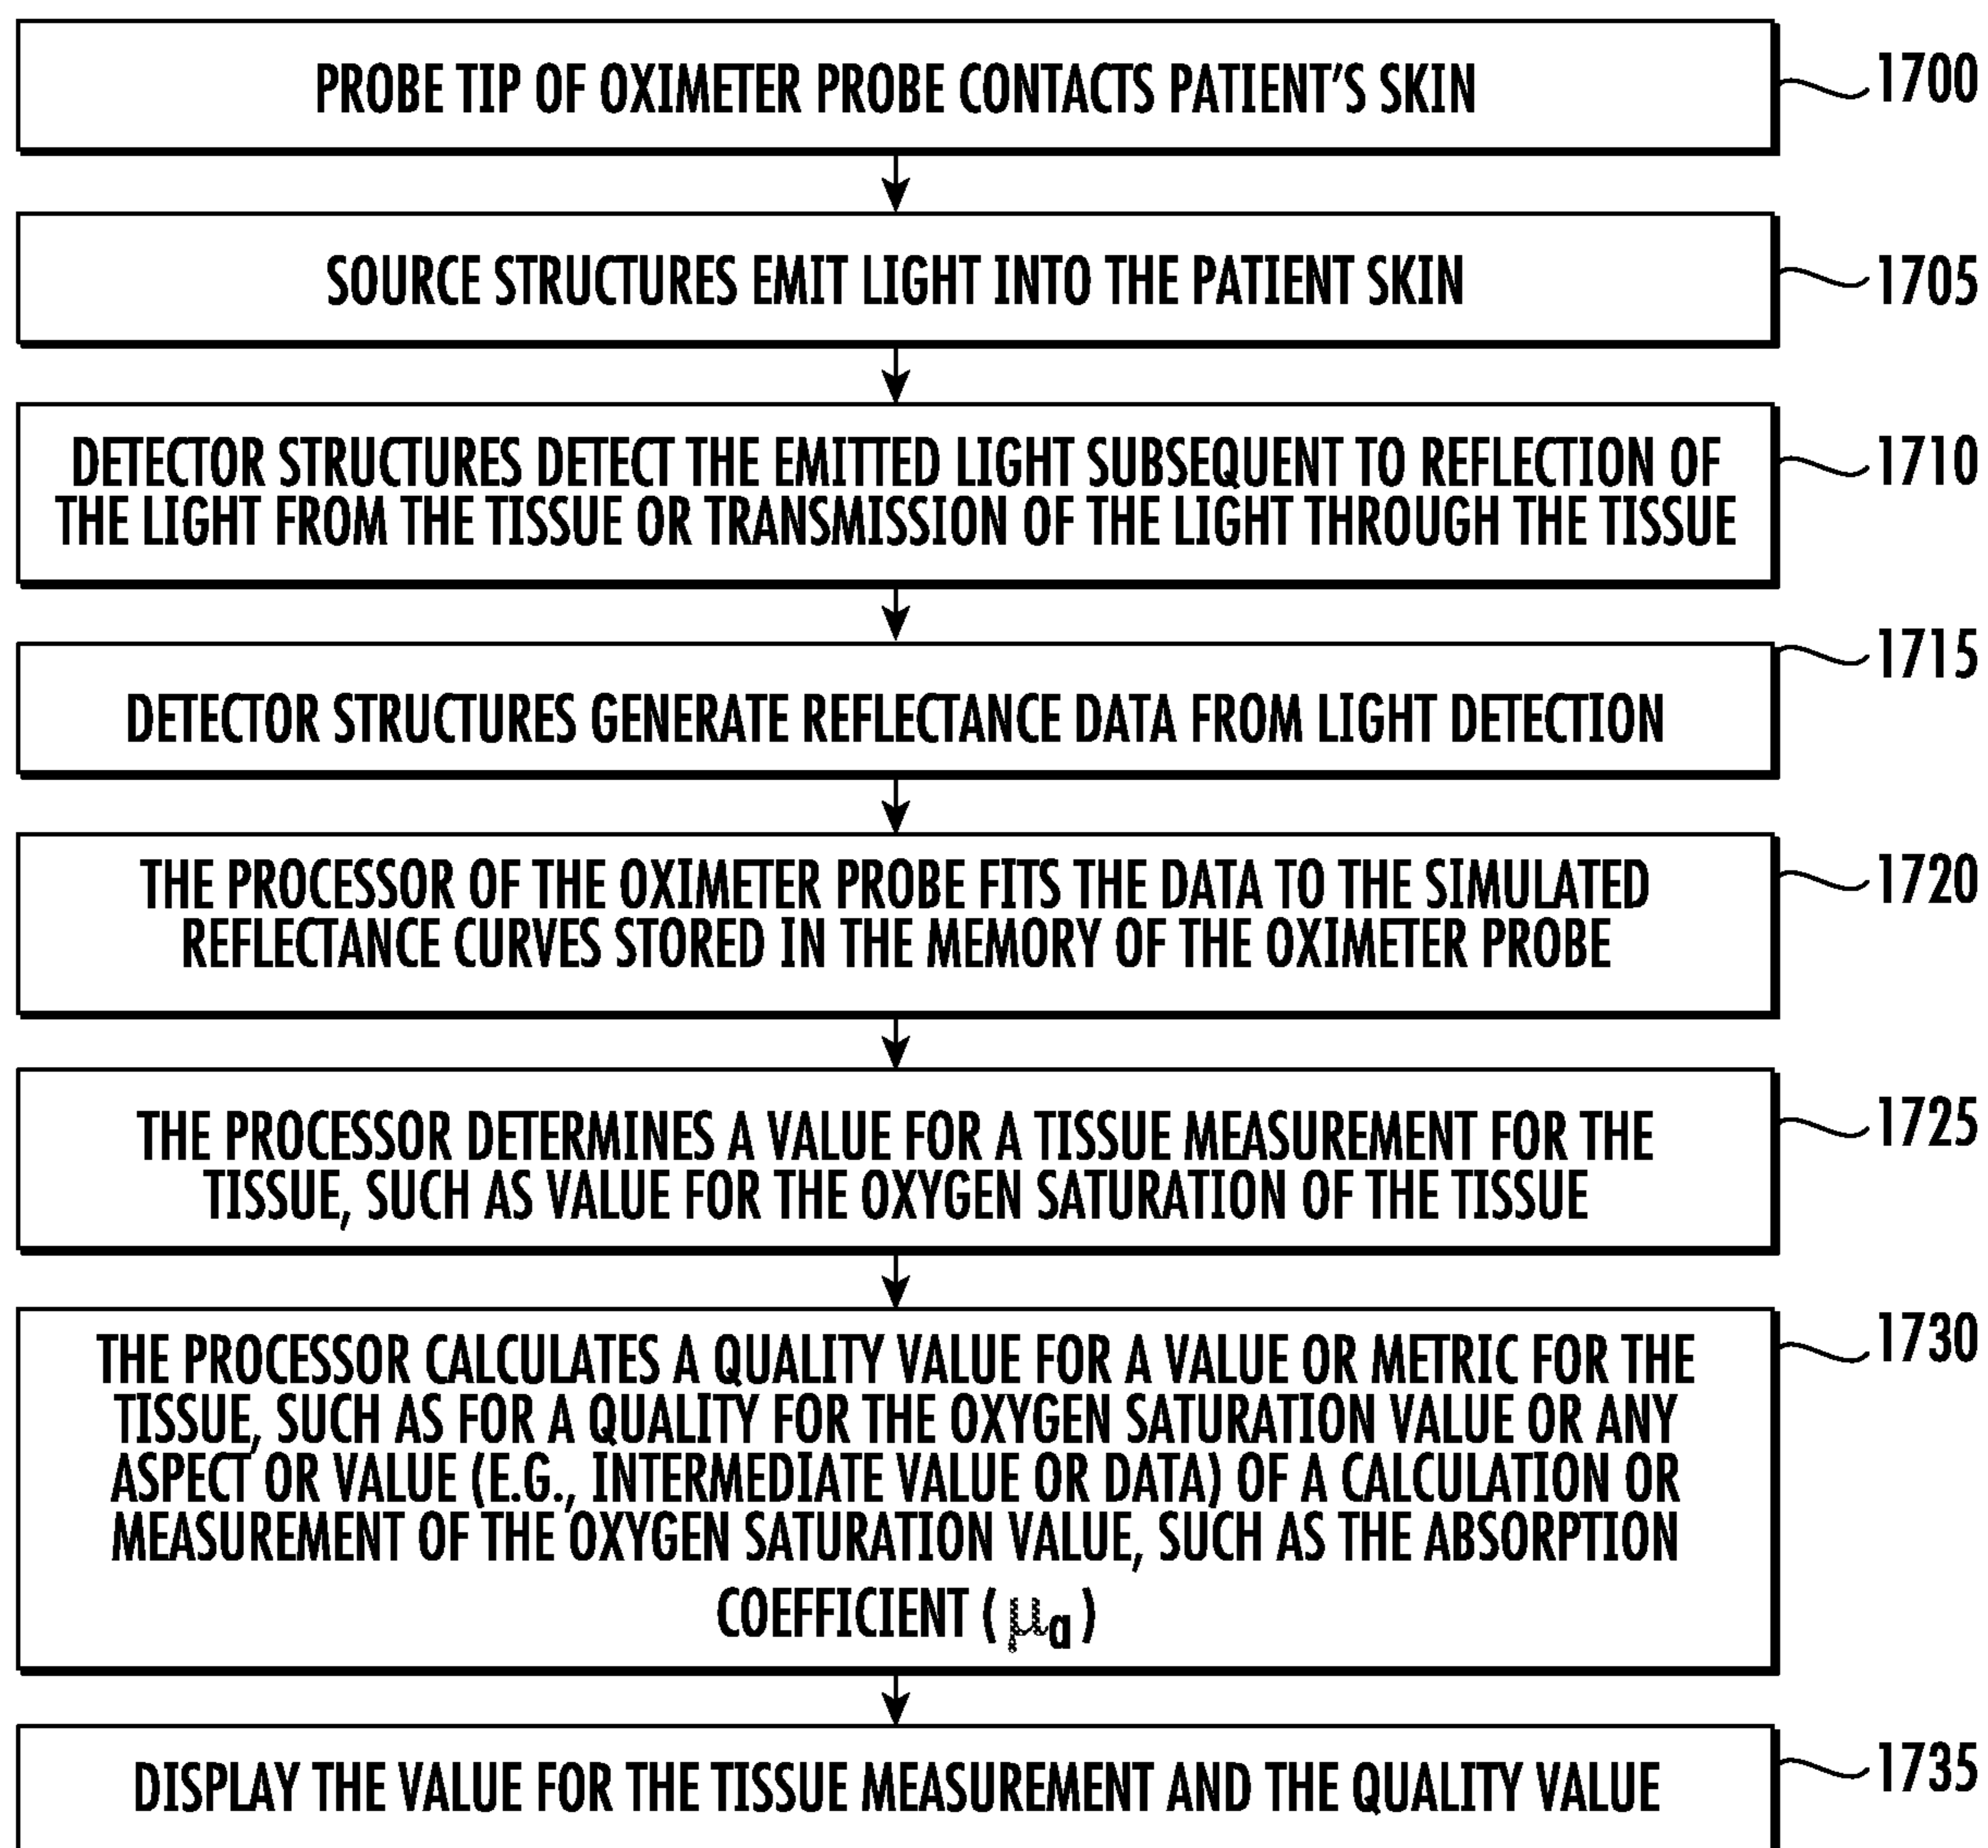 PROBE TIP OF OXIMETER PROBE CONTACTS PATIENT'S SKIN
1700
SOURCE STRUCTURES EMIT LIGHT INTO THE PATIENT SKIN
1705
DETECTOR STRUCTURES DETECT THE EMITTED LIGHT SUBSEQUENT TO REFLECTION OF
THE LIGHT FROM THE TISSUE OR TRANSMISSION OF THE LIGHT THROUGH THE TISSUE
1710
DETECTOR STRUCTURES GENERATE REFLECTANCE DATA FROM LIGHT DETECTION
1715
THE PROCESSOR OF THE OXIMETER PROBE FITS THE DATA TO THE SIMULATED
REFLECTANCE CURVES STORED IN THE MEMORY OF THE OXIMETER PROBE
1720
THE PROCESSOR DETERMINES A VALUE FOR A TISSUE MEASUREMENT FOR THE
TISSUE, SUCH AS VALUE FOR THE OXYGEN SATURATION OF THE TISSUE
1725
THE PROCESSOR CALCULATES A QUALITY VALUE FOR A VALUE OR METRIC FOR THE
TISSUE, SUCH AS FOR A QUALITY FOR THE OXYGEN SATURATION VALUE OR ANY
ASPECT OR VALUE (E.G., INTERMEDIATE VALUE OR DATA) OF A CALCULATION OR
MEASUREMENT OF THE OXYGEN SATURATION VALUE, SUCH AS THE ABSORPTION
COEFFICIENT (μa)
1730
DISPLAY THE VALUE FOR THE TISSUE MEASUREMENT AND THE QUALITY VALUE
1735